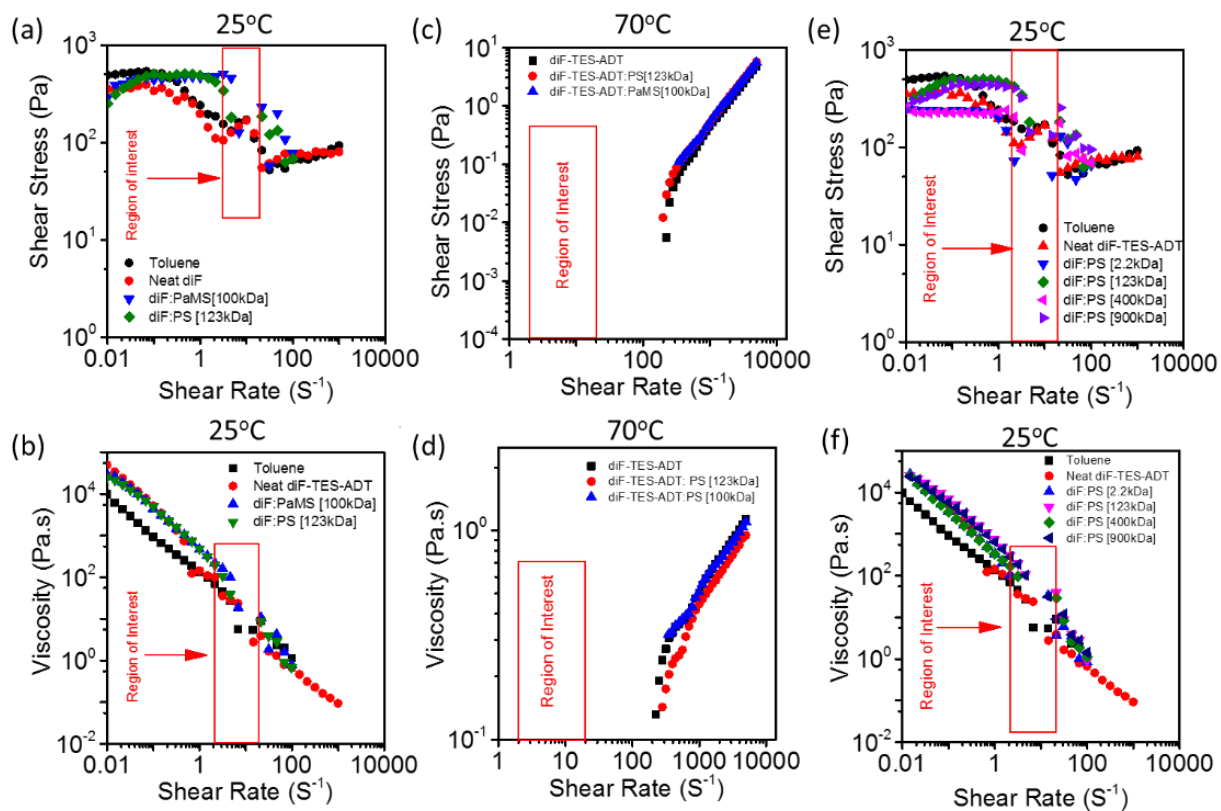 (a)
25°C
Shear Stress (Pa)
10³
10²
10¹
10⁰
Region of interest
Toluene
Neat diF
diF:PaMS[100kDa]
diF:PS [123kDa]
0.01 1 100 10000
Shear Rate (S⁻¹)
(c)
70°C
Shear Stress (Pa)
10¹
10⁰
10⁻¹
10⁻²
10⁻³
10⁻⁴
diF-TES-ADT
diF-TES-ADT:PS[123kDa]
diF-TES-ADT:PaMS[100kDa]
Region of Interest
1 10 100 1000 10000
Shear Rate (S⁻¹)
(e)
25°C
Shear Stress (Pa)
10³
10²
10¹
10⁰
Region of Interest
Toluene
Neat diF-TES-ADT
diF:PS [2.2kDa]
diF:PS [123kDa]
diF:PS [400kDa]
diF:PS [900kDa]
0.01 1 100 10000
Shear Rate (S⁻¹)
(b)
25°C
Viscosity (Pa.s)
10⁴
10²
10⁰
10⁻²
Toluene
Neat diF-TES-ADT
diF:PaMS [100kDa]
diF:PS [123kDa]
Region of Interest
0.01 1 100 10000
Shear Rate (S⁻¹)
(d)
70°C
Viscosity (Pa.s)
10⁰
10⁻¹
diF-TES-ADT
diF-TES-ADT: PS [123kDa]
diF-TES-ADT:PS [100kDa]
Region of Interest
1 10 100 1000 10000
Shear Rate (S⁻¹)
(f)
25°C
Viscosity (Pa.s)
10⁴
10²
10⁰
10⁻²
Toluene
Neat diF-TES-ADT
diF:PS [2.2kDa]
diF:PS [123kDa]
diF:PS [400kDa]
diF:PS [900kDa]
Region of Interest
0.01 1 100 10000
Shear Rate (S⁻¹)